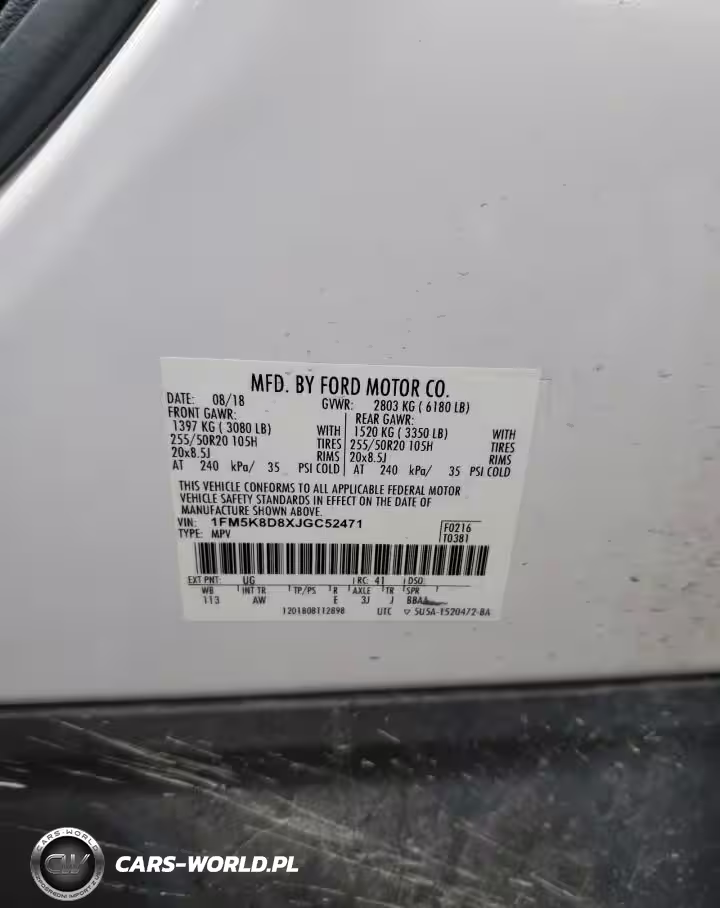 MFD. BY FORD MOTOR CO.
DATE: 08/18 GVWR: 2803 KG ( 6180 LB)
FRONT GAWR: REAR GAWR:
1397 KG ( 3080 LB) WITH 1520 KG ( 3350 LB) WITH
255/50R20 105H TIRES 255/50R20 105H TIRES
20x8.5J RIMS 20x8.5J RIMS
AT 240 kPa/ 35 PSI COLD AT 240 kPa/ 35 PSI COLD
THIS VEHICLE CONFORMS TO ALL APPLICABLE FEDERAL MOTOR
VEHICLE SAFETY STANDARDS IN EFFECT ON THE DATE OF
MANUFACTURE SHOWN ABOVE.
VIN: 1FM5K8D8XJGC52471 F0216
TYPE: MPV T0381
EXT PNT: UG RC: 41 DSO:
WB INT TR TP/PS R AXLE TR SPR
113 AW E 3J J
1201808112898 UTC ▽ 5U5A-1520472-BA
CARS-WORLD
CW
CARS-WORLD.PL